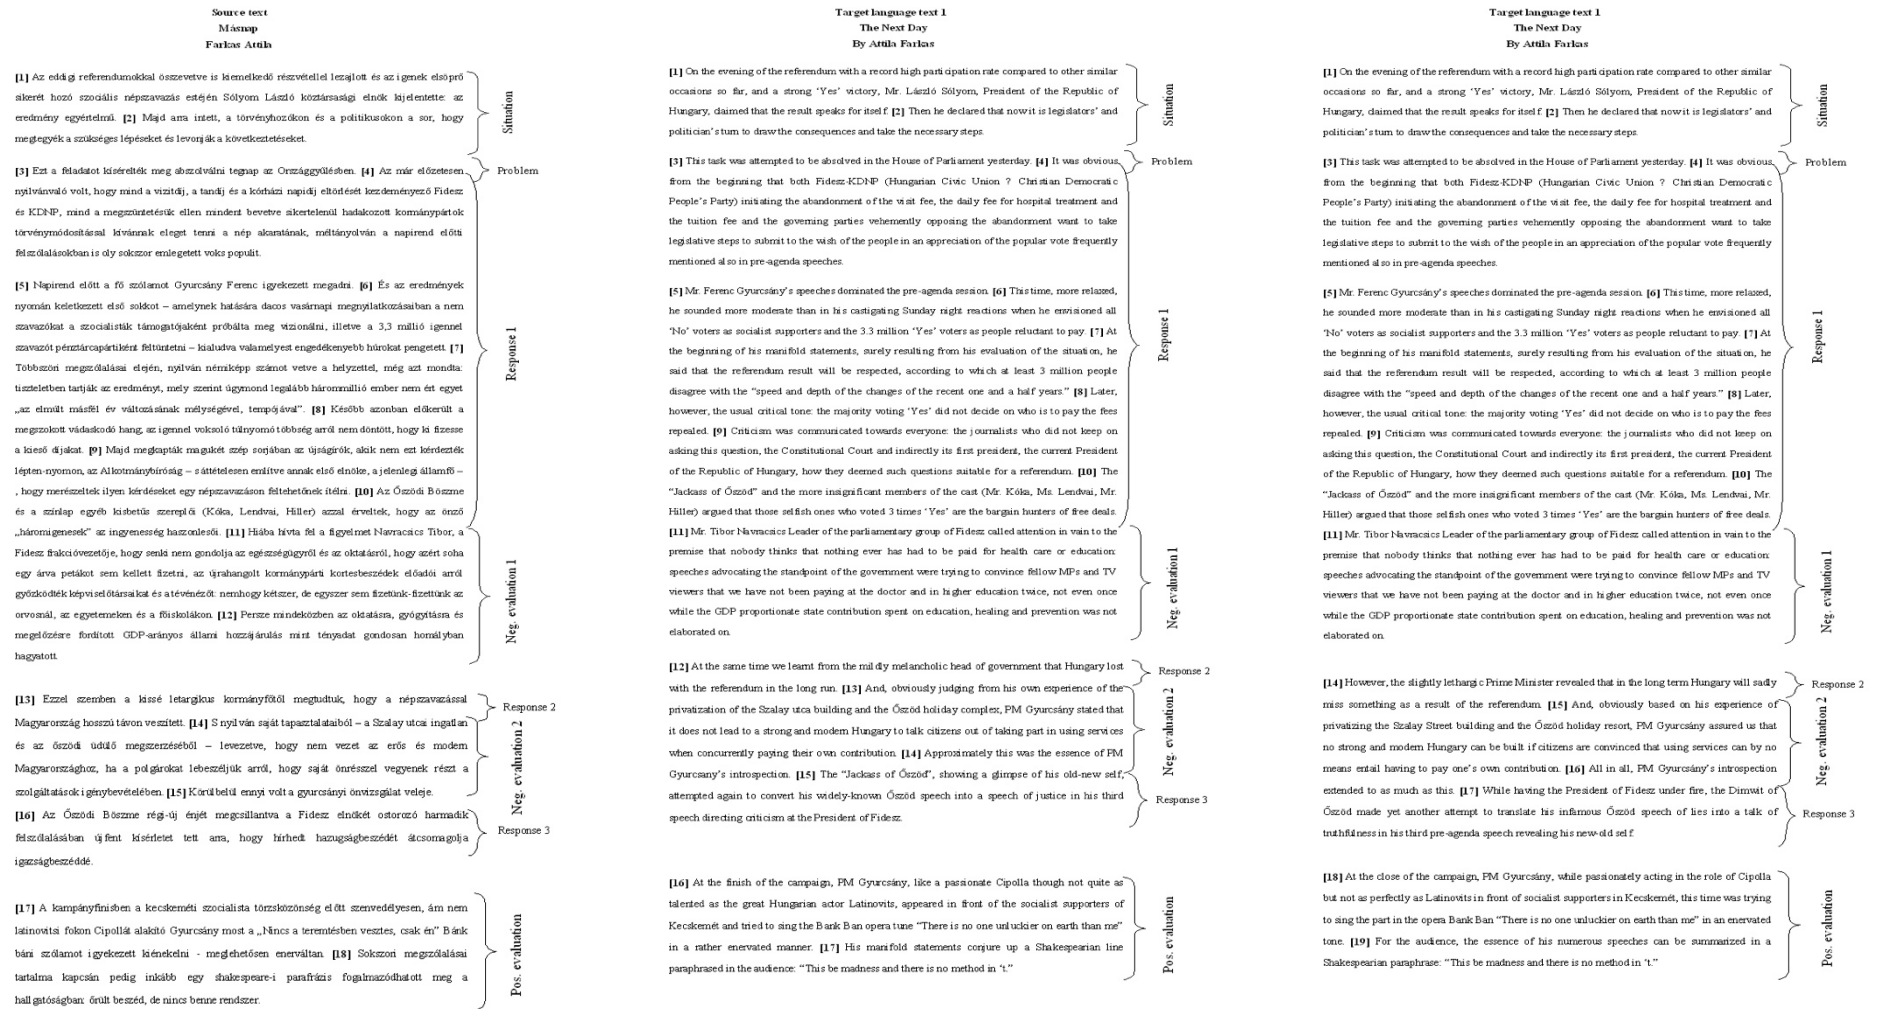 Source text
Másnap
Farkas Attila
[1] Az eddigi referendumokkal összevetve is kiemelkedő részvétellel lezajlott és az igenek elsöprő
sikerét hozó szociális népszavazás estéjén Sólyom László köztársasági elnök kijelentette: az
eredmény egyértelmű. [2] Majd arra intett, a törvényhozókon és a politikusokon a sor, hogy
megtegyék a szükséges lépéseket és levonják a következtetéseket.
Situation
[3] Ezt a feladatot kísérelték meg abszolválni tegnap az Országgyűlésben. [4] Az már előzetesen
nyilvánvaló volt, hogy mind a vizitdíj, a tandíj és a kórházi napidíj eltörlését kezdeményező Fidesz
és KDNP, mind a megszüntetésük ellen mindent bevetve sikertelenül hadakozott kormánypártok
törvénymódosítással kívánnak eleget tenni a nép akaratának, méltányolván a napirend előtti
felszólalásokban is oly sokszor emlegetett voks populit.
Problem
[5] Napirend előtt a fő szólamot Gyurcsány Ferenc igyekezett megadni. [6] És az eredmények
nyomán keletkezett első sokkot – amelynek hatására dacos vasárnapi megnyilatkozásaiban a nem
szavazókat a szocialisták támogatójaként próbálta meg vizionálni, illetve a 3,3 millió igennel
szavazót pénztárcapártiként feltüntetni – kialudva valamelyest engedékenyebb húrokat pengetett. [7]
Többszöri megszólalásai elején, nyilván némiképp számot vetve a helyzettel, még azt mondta:
tiszteletben tartják az eredményt, mely szerint úgymond legalább hárommillió ember nem ért egyet
„az elmúlt másfél év változásának mélységével, tempójával”. [8] Később azonban előkerült a
megszokott vádaskodó hang, az igennel voksoló túlnyomó többség arról nem döntött, hogy ki fizesse
a kieső díjakat. [9] Majd megkapták magukét szép sorjában az újságírók, akik nem ezt kérdezték
lépten-nyomon, az Alkotmánybíróság – s áttételesen említve annak első elnöke, a jelenlegi államfő –
, hogy merészeltek ilyen kérdéseket egy népszavazáson feltehetőnek ítélni. [10] Az Őszödi Böszme
és a színlap egyéb kisbetűs szereplői (Kóka, Lendvai, Hiller) azzal érveltek, hogy az önző
„háromigenesek” az ingyenesség haszonlesői. [11] Hiába hívta fel a figyelmet Navracsics Tibor, a
Fidesz frakcióvezetője, hogy senki nem gondolja az egészségügyről és az oktatásról, hogy azért soha
egy árva petákot sem kellett fizetni, az újrahangolt kormánypárti kortesbeszédek előadói arról
győzködték képviselőtársaikat és a tévénézőt: nemhogy kétszer, de egyszer sem fizetünk-fizettünk az
orvosnál, az egyetemeken és a főiskolákon. [12] Persze mindeközben az oktatásra, gyógyításra és
megelőzésre fordított GDP-arányos állami hozzájárulás mint tényadat gondosan homályban
hagyatott.
Response 1
Neg. evaluation 1
[13] Ezzel szemben a kissé letargikus kormányfőtől megtudtuk, hogy a népszavazással
Magyarország hosszú távon veszített. [14] S nyilván saját tapasztalataiból – a Szalay utcai ingatlan
és az őszödi üdülő megszerzéséből – levezetve, hogy nem vezet az erős és modern
Magyarországhoz, ha a polgárokat lebeszéljük arról, hogy saját önrésszel vegyenek részt a
szolgáltatások igénybevételében. [15] Körülbelül ennyi volt a gyurcsányi önvizsgálat veleje.
[16] Az Őszödi Böszme régi-új énjét megcsillantva a Fidesz elnökét ostorozó harmadik
felszólalásában újfent kísérletet tett arra, hogy hírhedt hazugságbeszédét átcsomagolja
igazságbeszéddé.
Response 2
Neg. evaluation 2
Response 3
[17] A kampányfinisben a kecskeméti szocialista törzsközönség előtt szenvedélyesen, ám nem
latinovitsi fokon Cipollát alakító Gyurcsány most a „Nincs a teremtésben vesztes, csak én” Bánk
báni szólamot igyekezett kiénekelni - meglehetősen enerváltan. [18] Sokszori megszólalásai
tartalma kapcsán pedig inkább egy shakespeare-i parafrázis fogalmazódhatott meg a
hallgatóságban: őrült beszéd, de nincs benne rendszer.
Pos. evaluation
Target language text 1
The Next Day
By Attila Farkas
[1] On the evening of the referendum with a record high participation rate compared to other similar
occasions so far, and a strong ‘Yes’ victory, Mr. László Sólyom, President of the Republic of
Hungary, claimed that the result speaks for itself. [2] Then he declared that now it is legislators’ and
politician’s turn to draw the consequences and take the necessary steps.
Situation
[3] This task was attempted to be absolved in the House of Parliament yesterday. [4] It was obvious
from the beginning that both Fidesz-KDNP (Hungarian Civic Union ? Christian Democratic
People’s Party) initiating the abandonment of the visit fee, the daily fee for hospital treatment and
the tuition fee and the governing parties vehemently opposing the abandonment want to take
legislative steps to submit to the wish of the people in an appreciation of the popular vote frequently
mentioned also in pre-agenda speeches.
Problem
[5] Mr. Ferenc Gyurcsány’s speeches dominated the pre-agenda session. [6] This time, more relaxed,
he sounded more moderate than in his castigating Sunday night reactions when he envisioned all
‘No’ voters as socialist supporters and the 3.3 million ‘Yes’ voters as people reluctant to pay. [7] At
the beginning of his manifold statements, surely resulting from his evaluation of the situation, he
said that the referendum result will be respected, according to which at least 3 million people
disagree with the “speed and depth of the changes of the recent one and a half years.” [8] Later,
however, the usual critical tone: the majority voting ‘Yes’ did not decide on who is to pay the fees
repealed. [9] Criticism was communicated towards everyone: the journalists who did not keep on
asking this question, the Constitutional Court and indirectly its first president, the current President
of the Republic of Hungary, how they deemed such questions suitable for a referendum. [10] The
“Jackass of Őszöd” and the more insignificant members of the cast (Mr. Kóka, Ms. Lendvai, Mr.
Hiller) argued that those selfish ones who voted 3 times ‘Yes’ are the bargain hunters of free deals.
Response 1
[11] Mr. Tibor Navracsics Leader of the parliamentary group of Fidesz called attention in vain to the
premise that nobody thinks that nothing ever has had to be paid for health care or education:
speeches advocating the standpoint of the government were trying to convince fellow MPs and TV
viewers that we have not been paying at the doctor and in higher education twice, not even once
while the GDP proportionate state contribution spent on education, healing and prevention was not
elaborated on.
Neg. evaluation 1
[12] At the same time we learnt from the mildly melancholic head of government that Hungary lost
with the referendum in the long run. [13] And, obviously judging from his own experience of the
privatization of the Szalay utca building and the Őszöd holiday complex, PM Gyurcsány stated that
it does not lead to a strong and modern Hungary to talk citizens out of taking part in using services
when concurrently paying their own contribution. [14] Approximately this was the essence of PM
Gyurcsany’s introspection. [15] The “Jackass of Őszöd”, showing a glimpse of his old-new self,
attempted again to convert his widely-known Őszöd speech into a speech of justice in his third
speech directing criticism at the President of Fidesz.
Response 2
Neg. evaluation 2
Response 3
[16] At the finish of the campaign, PM Gyurcsány, like a passionate Cipolla though not quite as
talented as the great Hungarian actor Latinovits, appeared in front of the socialist supporters of
Kecskemét and tried to sing the Bank Ban opera tune “There is no one unluckier on earth than me”
in a rather enervated manner. [17] His manifold statements conjure up a Shakespearian line
paraphrased in the audience: “This be madness and there is no method in ‘t.”
Pos. evaluation
Target language text 1
The Next Day
By Attila Farkas
[1] On the evening of the referendum with a record high participation rate compared to other similar
occasions so far, and a strong ‘Yes’ victory, Mr. László Sólyom, President of the Republic of
Hungary, claimed that the result speaks for itself. [2] Then he declared that now it is legislators’ and
politician’s turn to draw the consequences and take the necessary steps.
Situation
[3] This task was attempted to be absolved in the House of Parliament yesterday. [4] It was obvious
from the beginning that both Fidesz-KDNP (Hungarian Civic Union ? Christian Democratic
People’s Party) initiating the abandonment of the visit fee, the daily fee for hospital treatment and
the tuition fee and the governing parties vehemently opposing the abandonment want to take
legislative steps to submit to the wish of the people in an appreciation of the popular vote frequently
mentioned also in pre-agenda speeches.
Problem
[5] Mr. Ferenc Gyurcsány’s speeches dominated the pre-agenda session. [6] This time, more relaxed,
he sounded more moderate than in his castigating Sunday night reactions when he envisioned all
‘No’ voters as socialist supporters and the 3.3 million ‘Yes’ voters as people reluctant to pay. [7] At
the beginning of his manifold statements, surely resulting from his evaluation of the situation, he
said that the referendum result will be respected, according to which at least 3 million people
disagree with the “speed and depth of the changes of the recent one and a half years.” [8] Later,
however, the usual critical tone: the majority voting ‘Yes’ did not decide on who is to pay the fees
repealed. [9] Criticism was communicated towards everyone: the journalists who did not keep on
asking this question, the Constitutional Court and indirectly its first president, the current President
of the Republic of Hungary, how they deemed such questions suitable for a referendum. [10] The
“Jackass of Őszöd” and the more insignificant members of the cast (Mr. Kóka, Ms. Lendvai, Mr.
Hiller) argued that those selfish ones who voted 3 times ‘Yes’ are the bargain hunters of free deals.
Response 1
[11] Mr. Tibor Navracsics Leader of the parliamentary group of Fidesz called attention in vain to the
premise that nobody thinks that nothing ever has had to be paid for health care or education:
speeches advocating the standpoint of the government were trying to convince fellow MPs and TV
viewers that we have not been paying at the doctor and in higher education twice, not even once
while the GDP proportionate state contribution spent on education, healing and prevention was not
elaborated on.
Neg. evaluation 1
[14] However, the slightly lethargic Prime Minister revealed that in the long term Hungary will sadly
miss something as a result of the referendum. [15] And, obviously based on his experience of
privatizing the Szalay Street building and the Őszöd holiday resort, PM Gyurcsány assured us that
no strong and modern Hungary can be built if citizens are convinced that using services can by no
means entail having to pay one’s own contribution. [16] All in all, PM Gyurcsány’s introspection
extended to as much as this. [17] While having the President of Fidesz under fire, the Dimwit of
Őszöd made yet another attempt to translate his infamous Őszöd speech of lies into a talk of
truthfulness in his third pre-agenda speech revealing his new-old self.
Response 2
Neg. evaluation 2
Response 3
[18] At the close of the campaign, PM Gyurcsány, while passionately acting in the role of Cipolla
but not as perfectly as Latinovits in front of socialist supporters in Kecskemét, this time was trying
to sing the part in the opera Bank Ban “There is no one unluckier on earth than me” in an enervated
tone. [19] For the audience, the essence of his numerous speeches can be summarized in a
Shakespearian paraphrase: “This be madness and there is no method in ‘t.”
Pos. evaluation